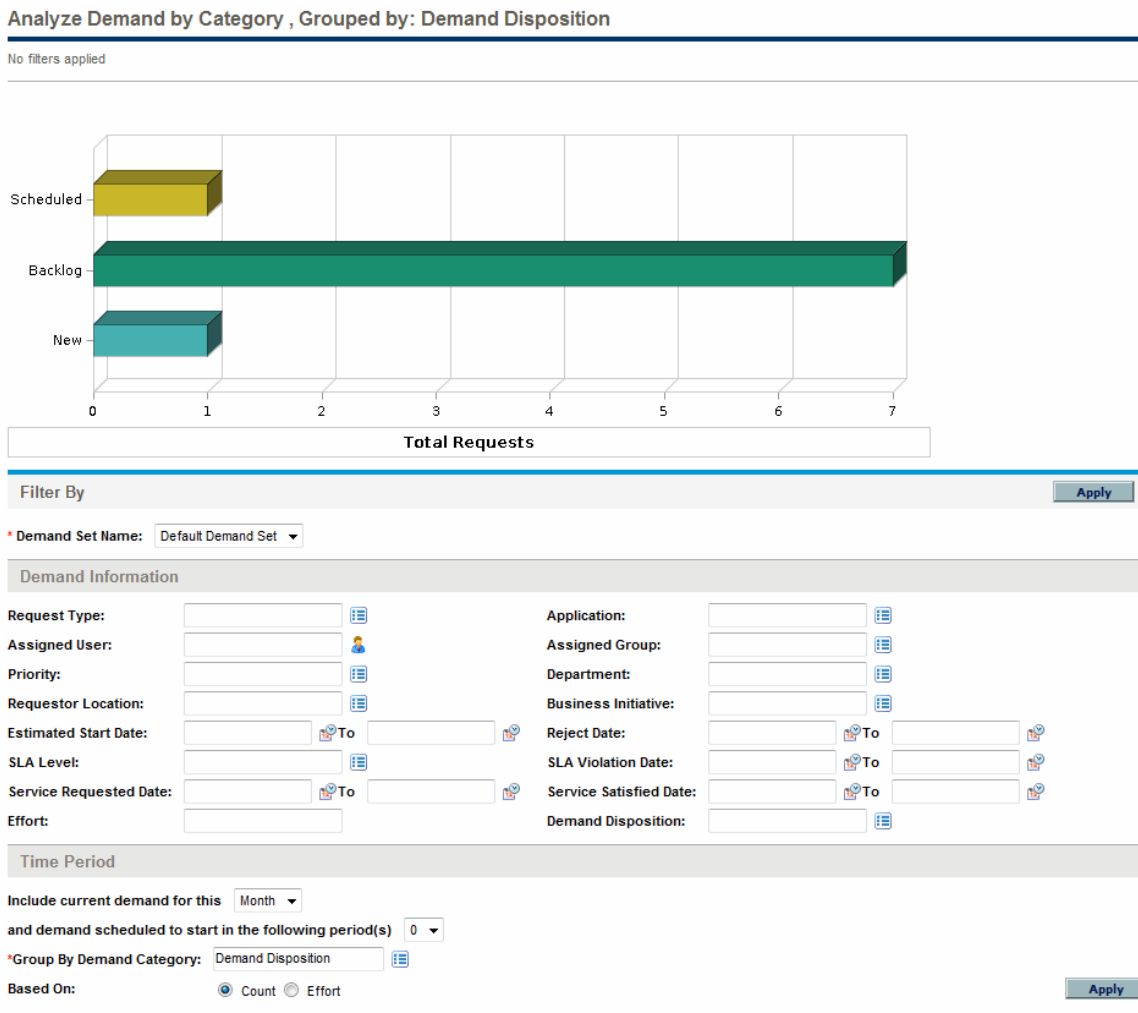 Analyze Demand by Category , Grouped by: Demand Disposition
No filters applied
Scheduled
Backlog
New
0 1 2 3 4 5 6 7
Total Requests
Filter By Apply
* Demand Set Name: Default Demand Set
Demand Information
Request Type: Application:
Assigned User: Assigned Group:
Priority: Department:
Requestor Location: Business Initiative:
Estimated Start Date: To Reject Date: To
SLA Level: SLA Violation Date: To
Service Requested Date: To Service Satisfied Date: To
Effort: Demand Disposition:
Time Period
Include current demand for this Month
and demand scheduled to start in the following period(s) 0
*Group By Demand Category: Demand Disposition
Based On: Count Effort Apply